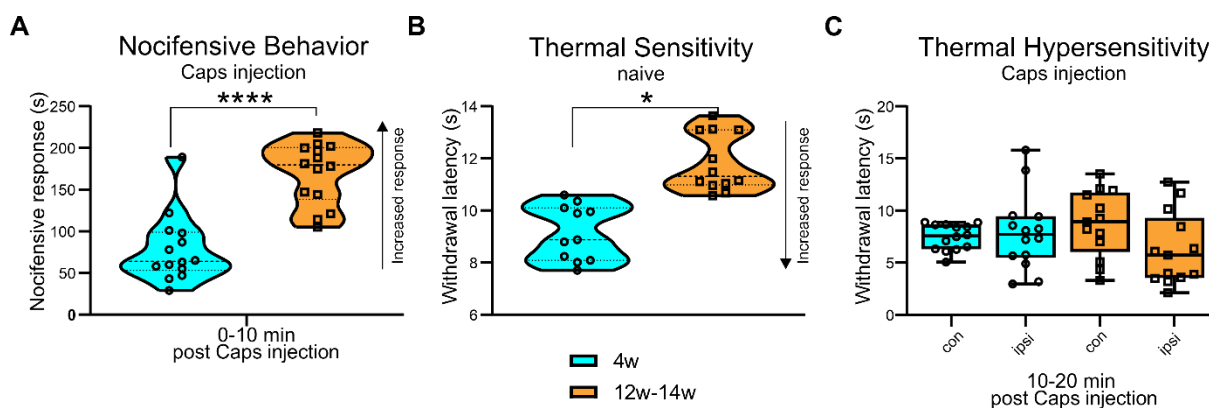 A
Nocifensive Behavior
Caps injection
Nocifensive response (s)
250
200
150
100
50
0
****
Increased response
0-10 min
post Caps injection
B
Thermal Sensitivity
naive
Withdrawal latency (s)
14
12
10
8
6
*
Increased response
4w
12w-14w
C
Thermal Hypersensitivity
Caps injection
Withdrawal latency (s)
20
15
10
5
0
con
ipsi
con
ipsi
10-20 min
post Caps injection